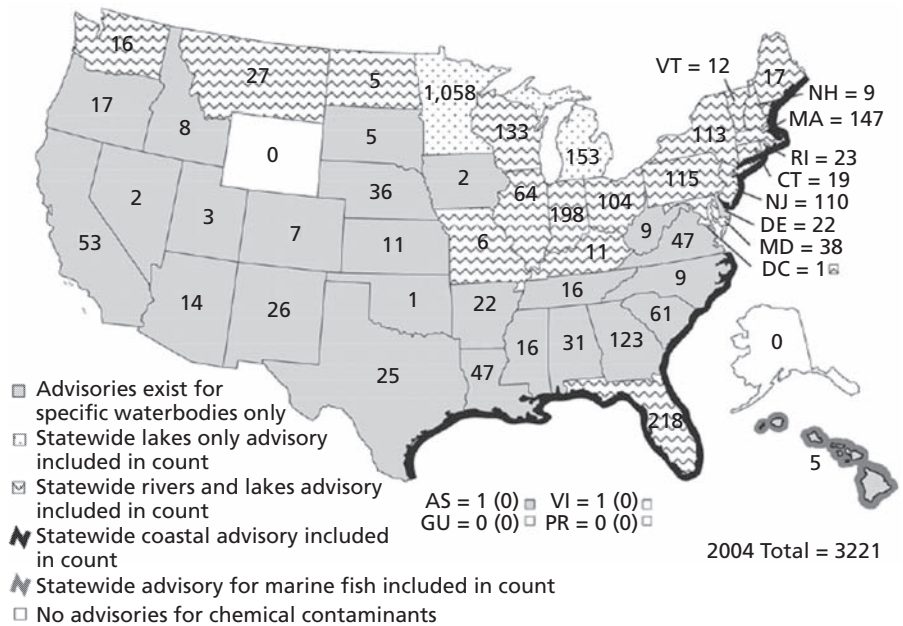 16
27
5
1,058
VT = 12
17
NH = 9
MA = 147
17
8
0
5
133
153
113
RI = 23
CT = 19
NJ = 110
DE = 22
MD = 38
DC = 1
2
3
36
2
64
198
104
115
53
7
11
6
11
9
47
14
26
1
22
16
9
61
25
47
16
31
123
218
0
5
Advisories exist for
specific waterbodies only
Statewide lakes only advisory
included in count
Statewide rivers and lakes advisory
included in count
Statewide coastal advisory included
in count
Statewide advisory for marine fish included in count
No advisories for chemical contaminants
AS = 1 (0) VI = 1 (0)
GU = 0 (0) PR = 0 (0)
2004 Total = 3221